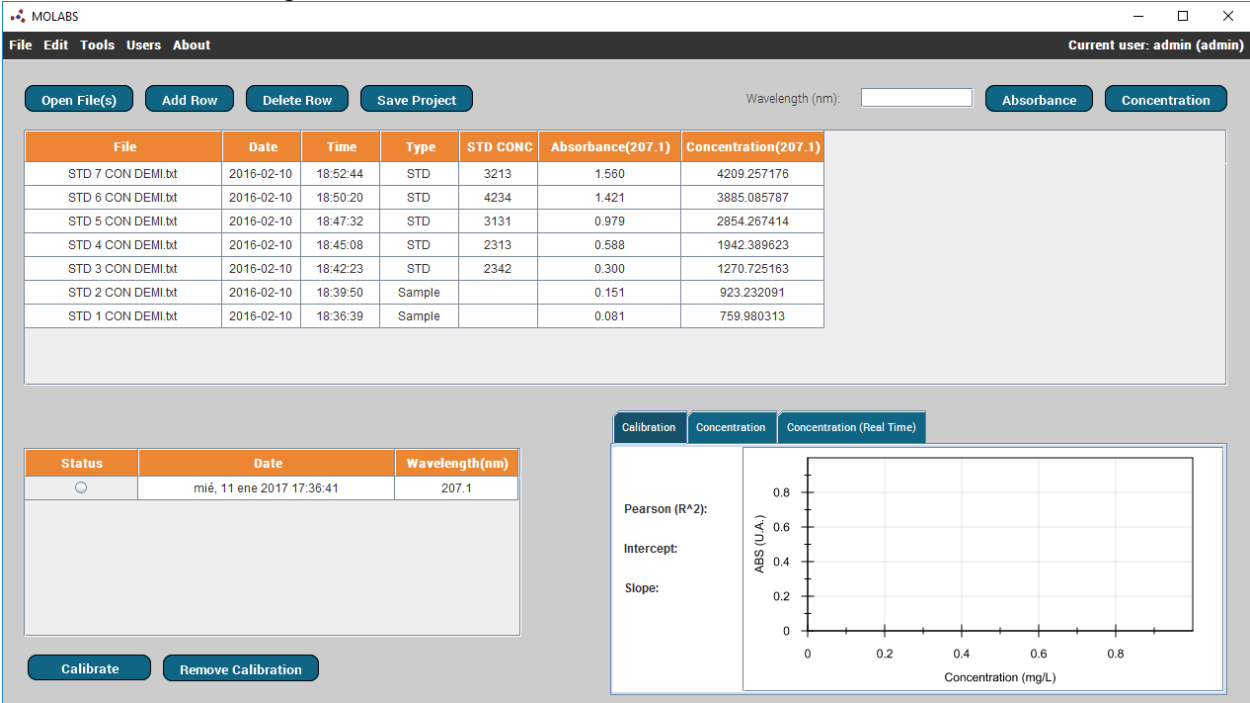 MOLABS
File Edit Tools Users About Current user: admin (admin)
Open File(s) Add Row Delete Row Save Project Wavelength (nm): Absorbance Concentration
File Date Time Type STD CONC Absorbance(207.1) Concentration(207.1)
STD 7 CON DEMI.txt 2016-02-10 18:52:44 STD 3213 1.560 4209.257176
STD 6 CON DEMI.txt 2016-02-10 18:50:20 STD 4234 1.421 3885.085787
STD 5 CON DEMI.txt 2016-02-10 18:47:32 STD 3131 0.979 2854.267414
STD 4 CON DEMI.txt 2016-02-10 18:45:08 STD 2313 0.588 1942.389623
STD 3 CON DEMI.txt 2016-02-10 18:42:23 STD 2342 0.300 1270.725163
STD 2 CON DEMI.txt 2016-02-10 18:39:50 Sample 0.151 923.232091
STD 1 CON DEMI.txt 2016-02-10 18:36:39 Sample 0.081 759.980313
Status Date Wavelength(nm)
mié, 11 ene 2017 17:36:41 207.1
Calibrate Remove Calibration
Calibration Concentration Concentration (Real Time)
Pearson (R^2):
Intercept:
Slope:
ABS (U.A.)
0.8
0.6
0.4
0.2
0
0 0.2 0.4 0.6 0.8
Concentration (mg/L)